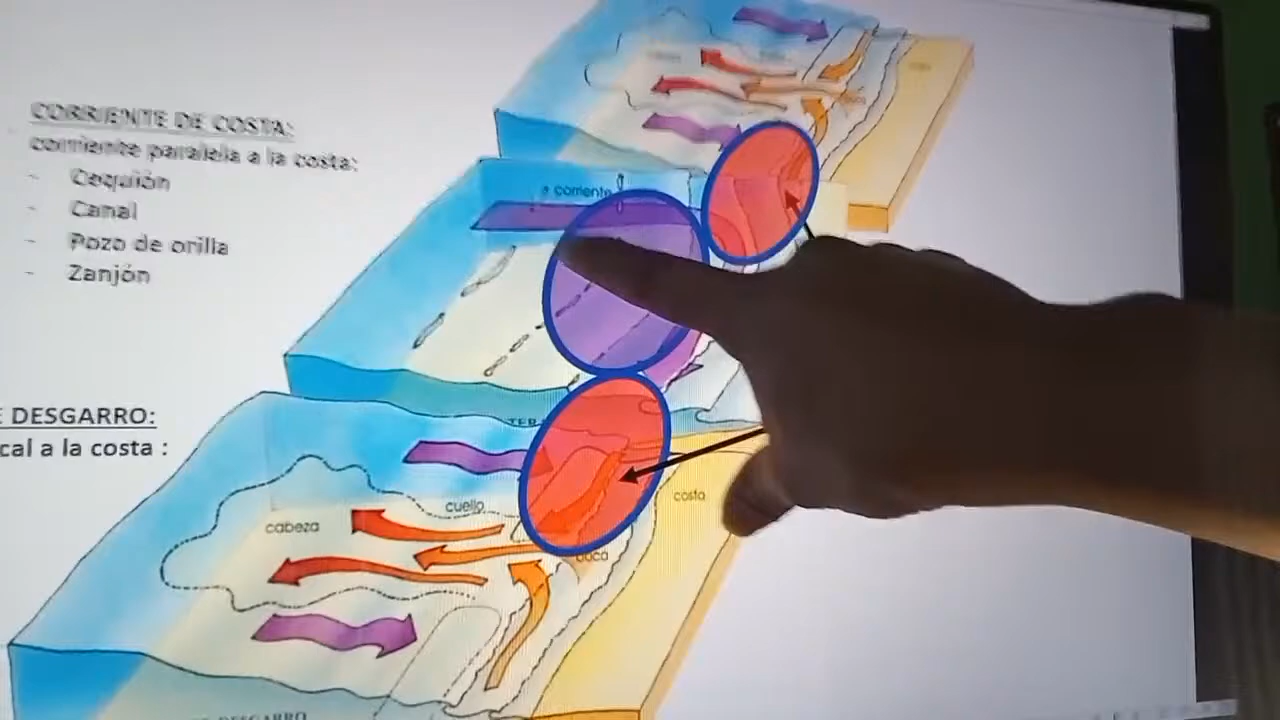 CORRIENTE DE COSTA:
corriente paralela a la costa:
- Cequión
- Canal
- Pozo de orilla
- Zanjón
E DESGARRO:
cal a la costa :
corriente
cuello
cabeza
costa
boca
DESGARRO